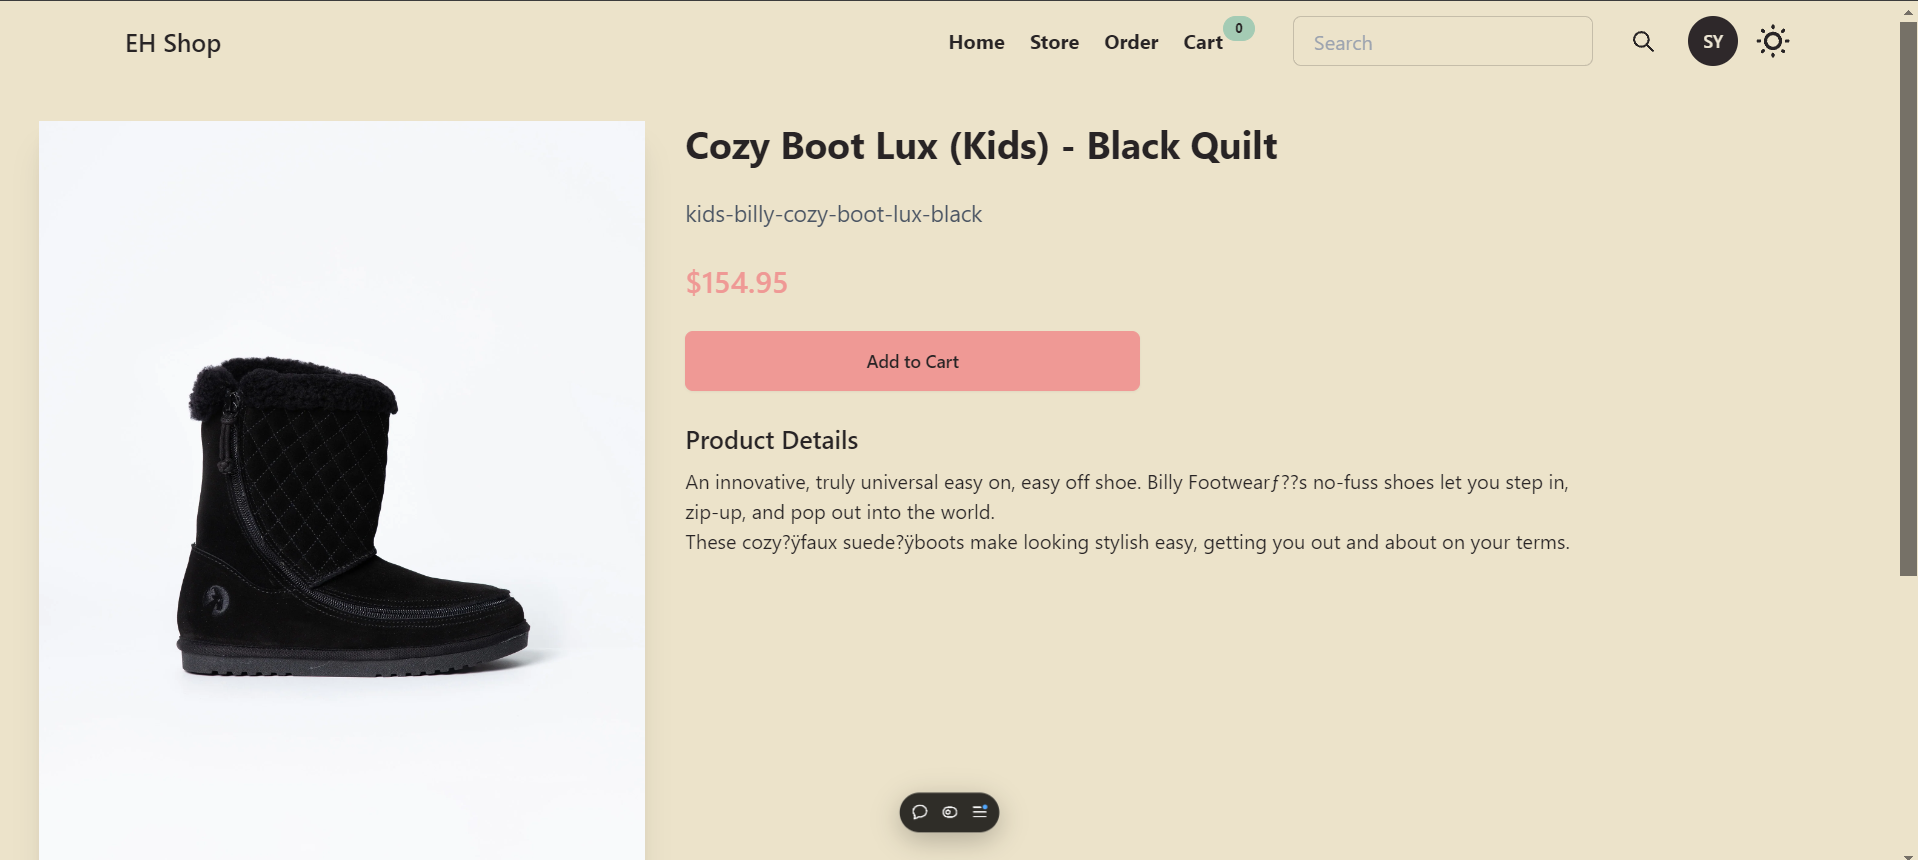 EH Shop
Home Store Order Cart 0 Search SY
Cozy Boot Lux (Kids) - Black Quilt
kids-billy-cozy-boot-lux-black
$154.95
Add to Cart
Product Details
An innovative, truly universal easy on, easy off shoe. Billy Footwearƒ??s no-fuss shoes let you step in,
zip-up, and pop out into the world.
These cozy?ÿfaux suede?ÿboots make looking stylish easy, getting you out and about on your terms.